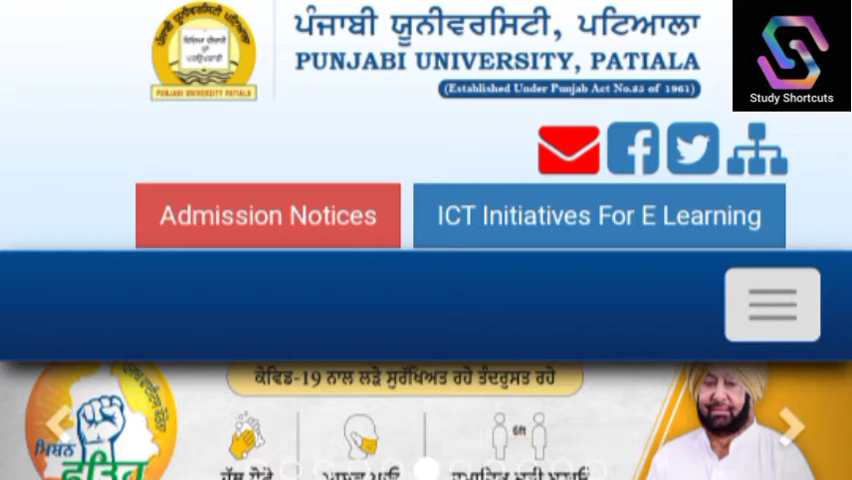 ਪੰਜਾਬੀ ਯੂਨੀਵਰਸਿਟੀ, ਪਟਿਆਲਾ
PUNJABI UNIVERSITY, PATIALA
(Established Under Punjab Act No.35 of 1961)
PUNJABI UNIVERSITY PATIALA
Study Shortcuts
Admission Notices
ICT Initiatives For E Learning
ਕੋਵਿਡ-19 ਨਾਲ ਲੜੋ ਸੁਰੱਖਿਅਤ ਰਹੋ ਤੰਦਰੁਸਤ ਰਹੋ
6ft
ਮਿਸ਼ਨ
ਫਤਿਹ